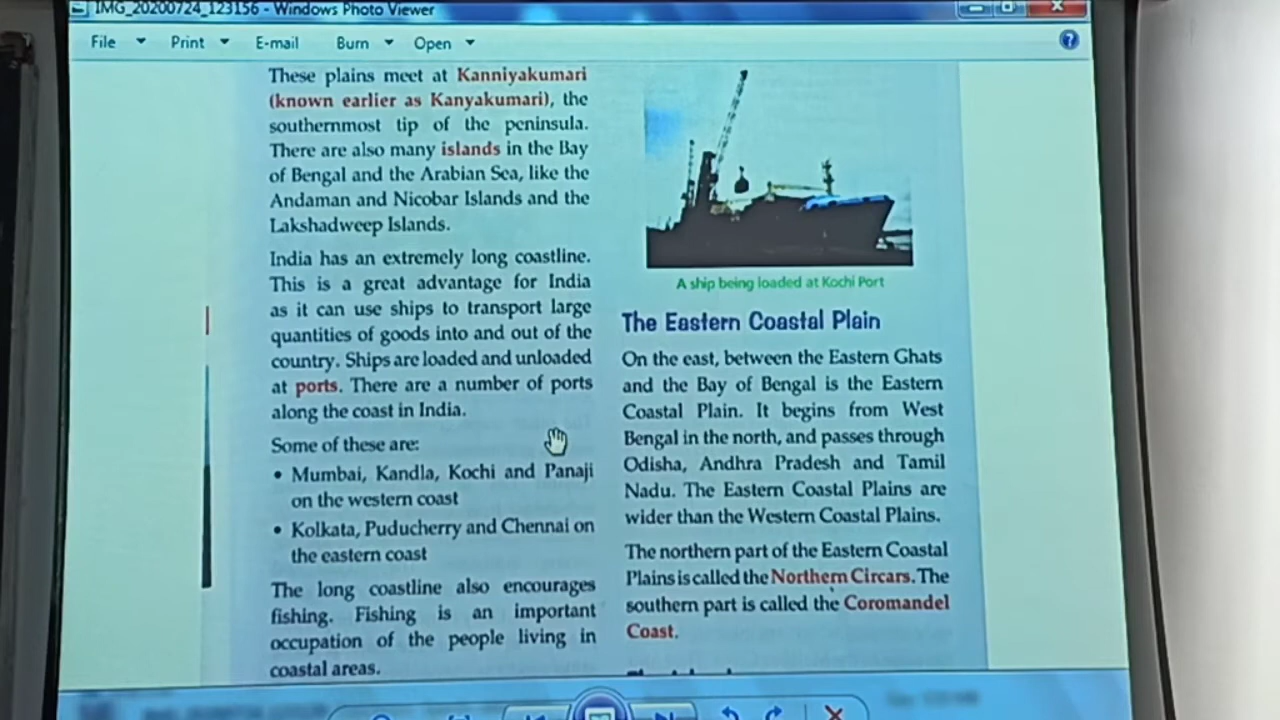 IMG_20200724_123156 - Windows Photo Viewer
File Print E-mail Burn Open
These plains meet at Kanniyakumari
(known earlier as Kanyakumari), the
southernmost tip of the peninsula.
There are also many islands in the Bay
of Bengal and the Arabian Sea, like the
Andaman and Nicobar Islands and the
Lakshadweep Islands.
India has an extremely long coastline.
This is a great advantage for India
as it can use ships to transport large
quantities of goods into and out of the
country. Ships are loaded and unloaded
at ports. There are a number of ports
along the coast in India.
Some of these are:
• Mumbai, Kandla, Kochi and Panaji
on the western coast
• Kolkata, Puducherry and Chennai on
the eastern coast
The long coastline also encourages
fishing. Fishing is an important
occupation of the people living in
coastal areas.
A ship being loaded at Kochi Port
The Eastern Coastal Plain
On the east, between the Eastern Ghats
and the Bay of Bengal is the Eastern
Coastal Plain. It begins from West
Bengal in the north, and passes through
Odisha, Andhra Pradesh and Tamil
Nadu. The Eastern Coastal Plains are
wider than the Western Coastal Plains.
The northern part of the Eastern Coastal
Plains is called the Northern Circars. The
southern part is called the Coromandel
Coast.